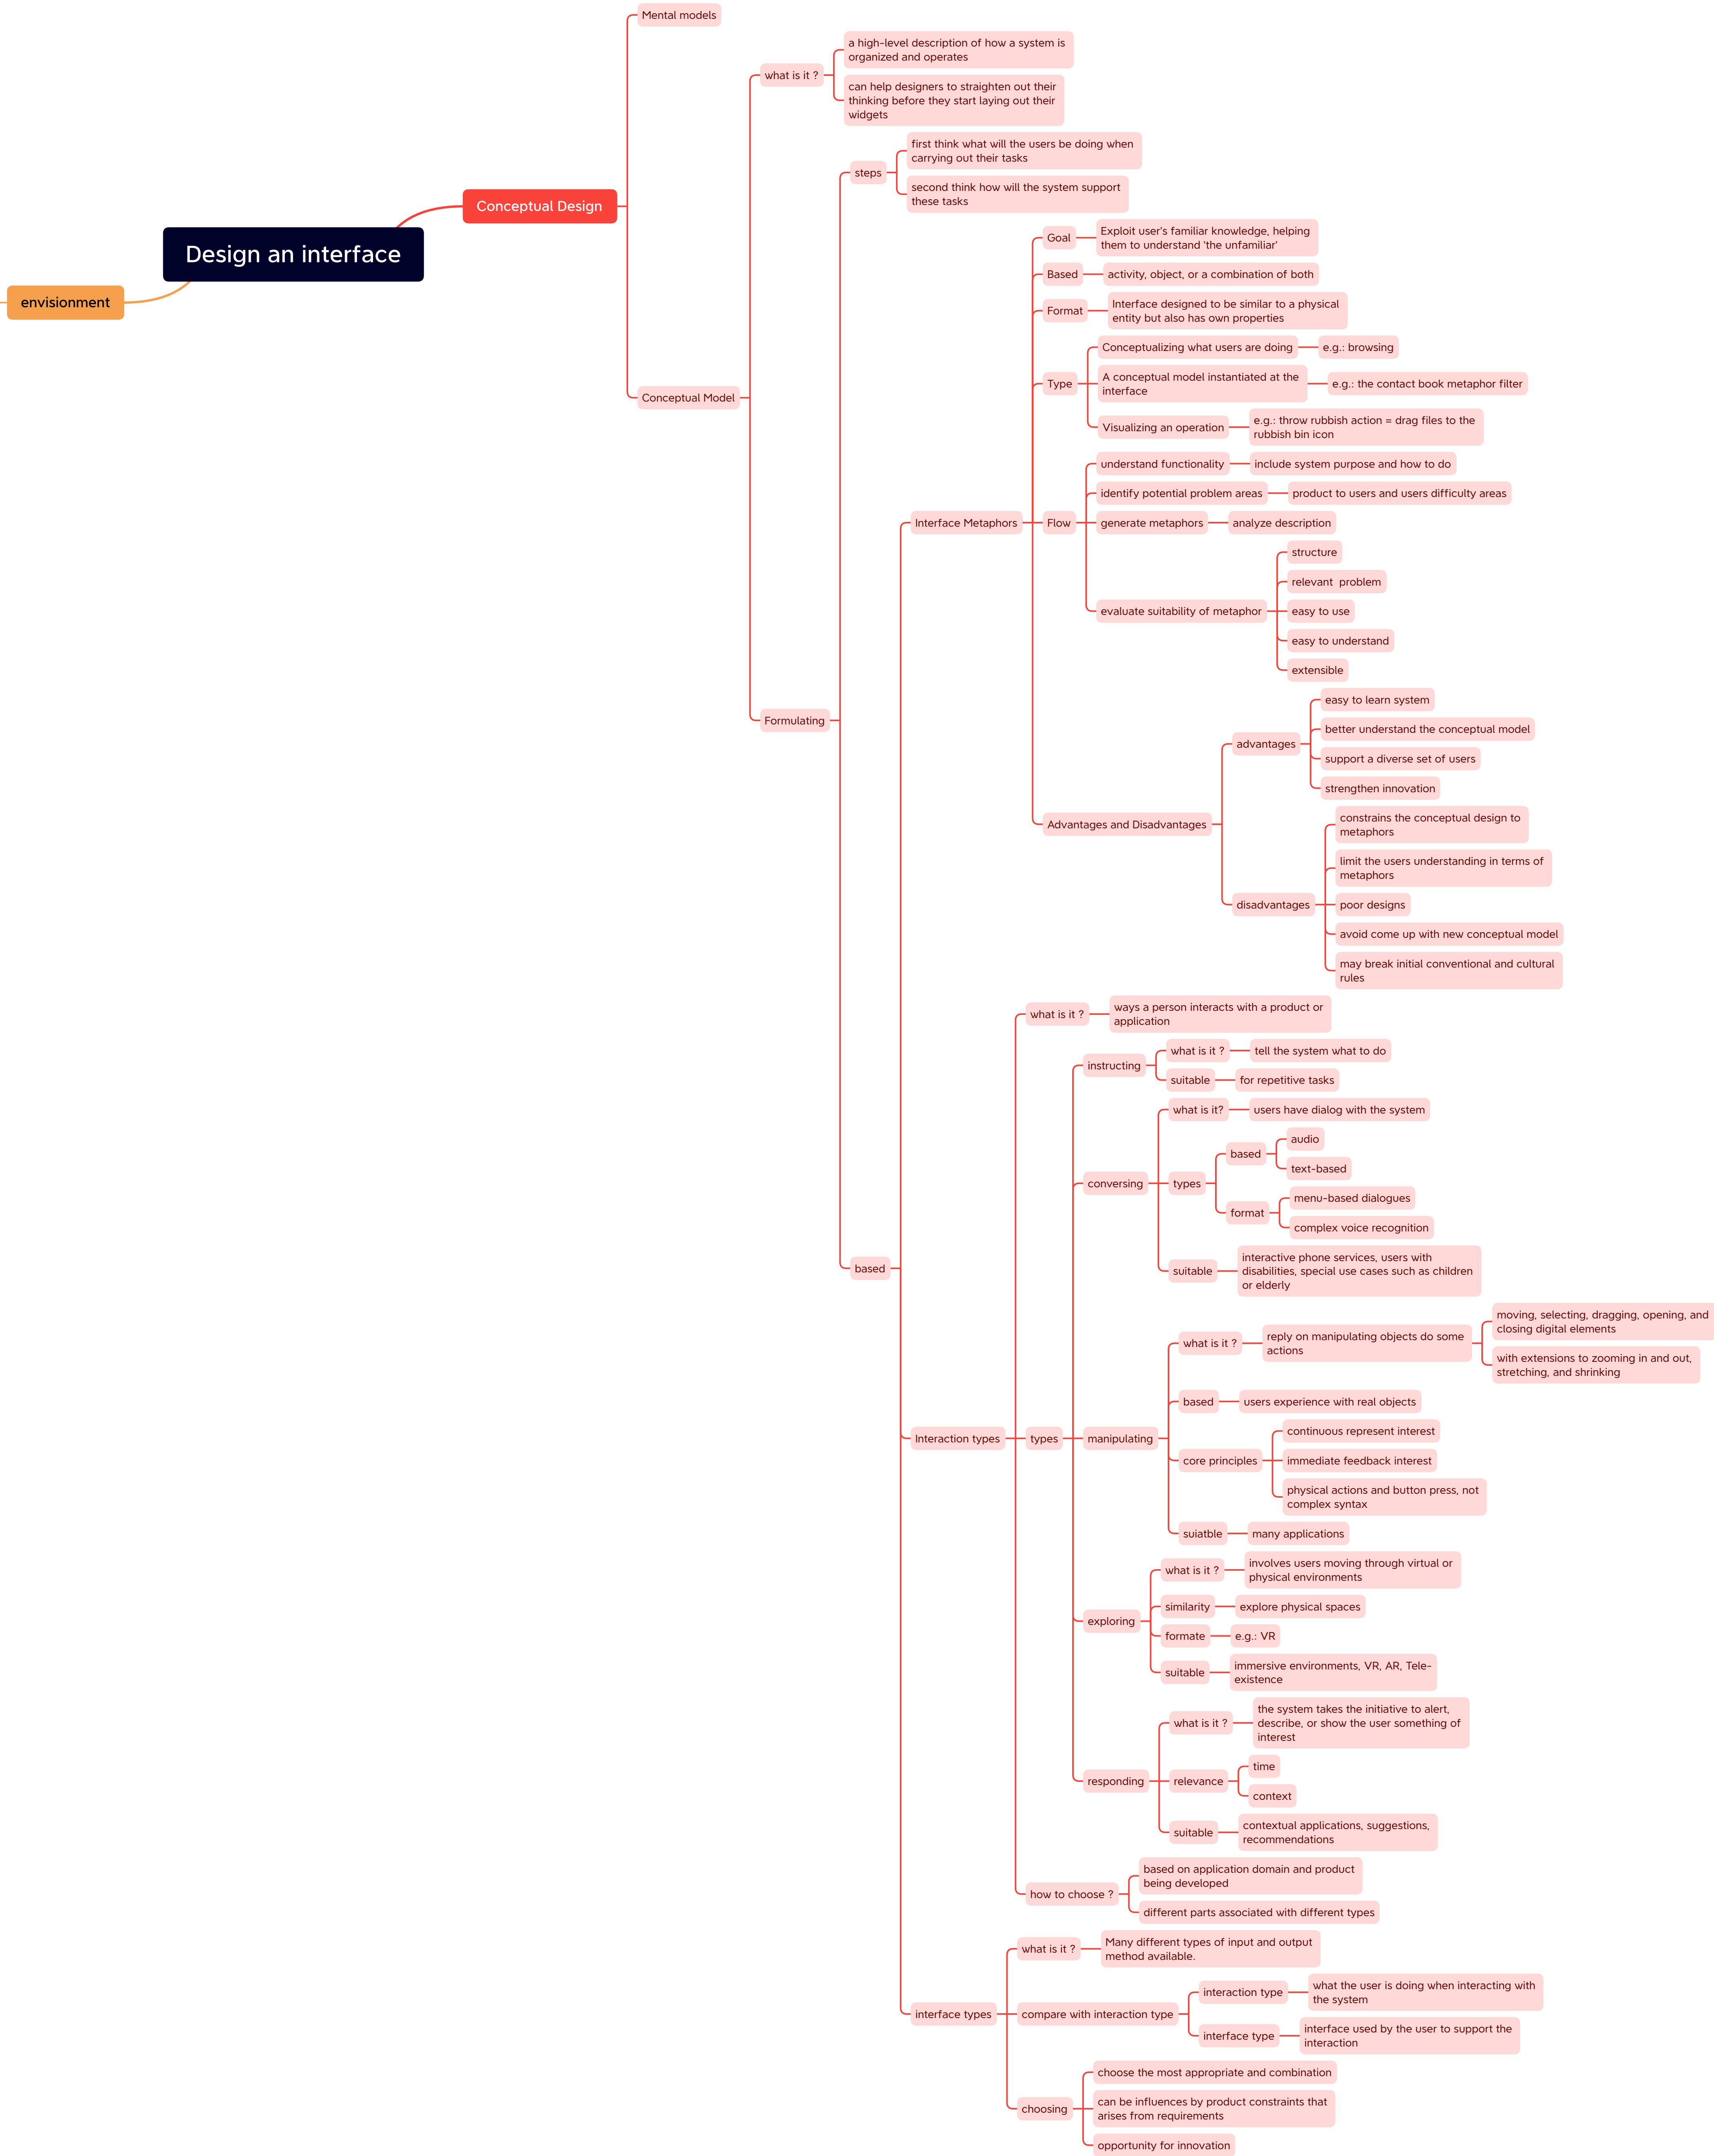 Design an interface
envisionment
Conceptual Design
Mental models
Conceptual Model
what is it ?
a high-level description of how a system is
organized and operates
can help designers to straighten out their
thinking before they start laying out their
widgets
Formulating
steps
first think what will the users be doing when
carrying out their tasks
second think how will the system support
these tasks
based
Interface Metaphors
Goal
Exploit user's familiar knowledge, helping
them to understand 'the unfamiliar'
Based
activity, object, or a combination of both
Format
Interface designed to be similar to a physical
entity but also has own properties
Type
Conceptualizing what users are doing
e.g.: browsing
A conceptual model instantiated at the
interface
e.g.: the contact book metaphor filter
Visualizing an operation
e.g.: throw rubbish action = drag files to the
rubbish bin icon
Flow
understand functionality
include system purpose and how to do
identify potential problem areas
product to users and users difficulty areas
generate metaphors
analyze description
evaluate suitability of metaphor
structure
relevant  problem
easy to use
easy to understand
extensible
Advantages and Disadvantages
advantages
easy to learn system
better understand the conceptual model
support a diverse set of users
strengthen innovation
disadvantages
constrains the conceptual design to
metaphors
limit the users understanding in terms of
metaphors
poor designs
avoid come up with new conceptual model
may break initial conventional and cultural
rules
Interaction types
what is it ?
ways a person interacts with a product or
application
types
instructing
what is it ?
tell the system what to do
suitable
for repetitive tasks
conversing
what is it?
users have dialog with the system
types
based
audio
text-based
format
menu-based dialogues
complex voice recognition
suitable
interactive phone services, users with
disabilities, special use cases such as children
or elderly
manipulating
what is it ?
reply on manipulating objects do some
actions
moving, selecting, dragging, opening, and
closing digital elements
with extensions to zooming in and out,
stretching, and shrinking
based
users experience with real objects
core principles
continuous represent interest
immediate feedback interest
physical actions and button press, not
complex syntax
suiatble
many applications
exploring
what is it ?
involves users moving through virtual or
physical environments
similarity
explore physical spaces
formate
e.g.: VR
suitable
immersive environments, VR, AR, Tele-
existence
responding
what is it ?
the system takes the initiative to alert,
describe, or show the user something of
interest
relevance
time
context
suitable
contextual applications, suggestions,
recommendations
how to choose ?
based on application domain and product
being developed
different parts associated with different types
interface types
what is it ?
Many different types of input and output
method available.
compare with interaction type
interaction type
what the user is doing when interacting with
the system
interface type
interface used by the user to support the
interaction
choosing
choose the most appropriate and combination
can be influences by product constraints that
arises from requirements
opportunity for innovation